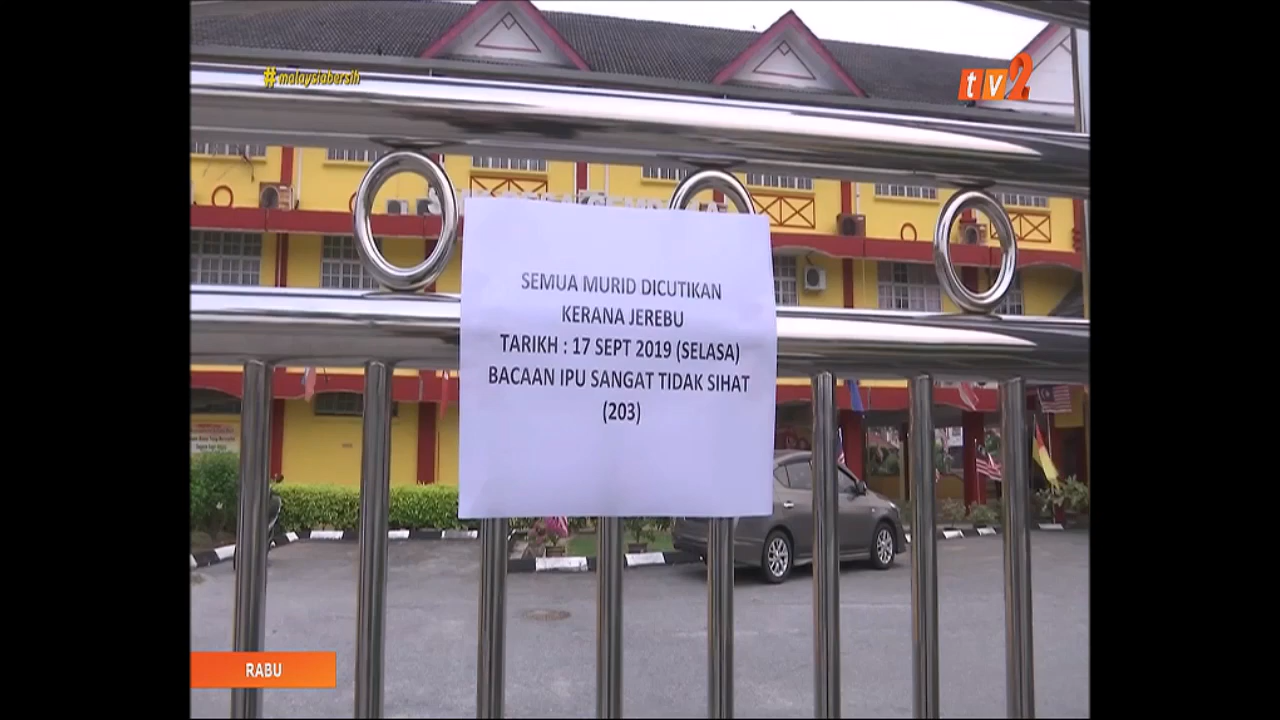 #malaysiabersih
tv2
SEMUA MURID DICUTIKAN
KERANA JEREBU
TARIKH : 17 SEPT 2019 (SELASA)
BACAAN IPU SANGAT TIDAK SIHAT
(203)
RABU